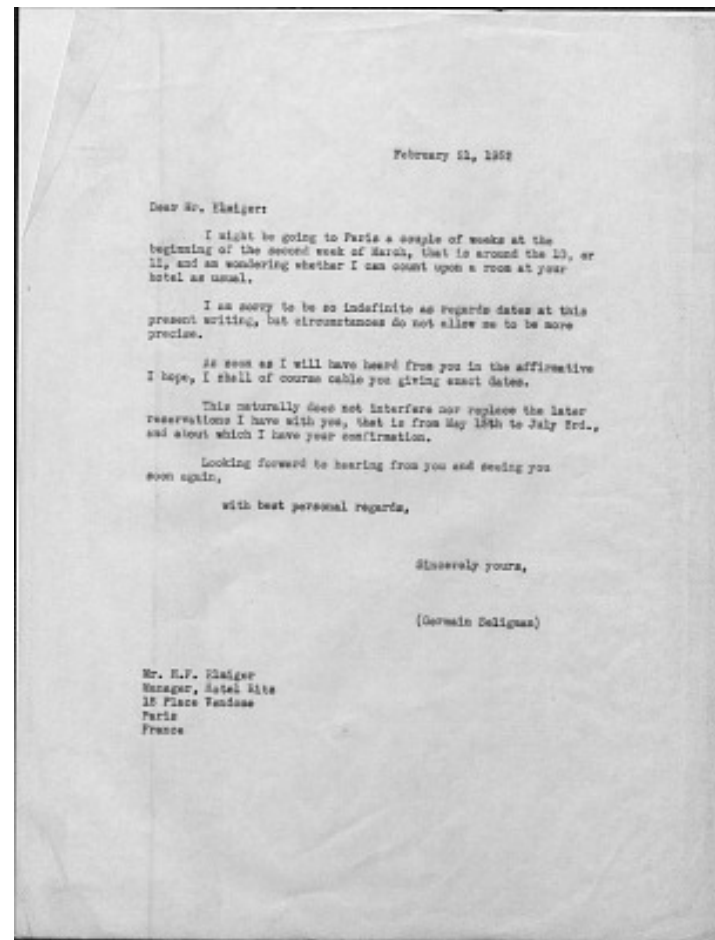 February 21, 1952
Dear Mr.
I might be going to Paris a couple of weeks at the
beginning of the second week of March, that is around the 10, or
11, and am wondering whether I can count upon a room at your
hotel as usual.
I am sorry to be so indefinite as regards dates at this
present writing, but circumstances do not allow me to be more
precise.
As soon as I will have heard from you in the affirmative
I hope, I shall of course cable you giving exact dates.
This naturally does not interfere nor replace the later
reservations I have with you, that is from May to July 3rd.,
and about which I have your confirmation.
Looking forward to hearing from you and seeing you
soon again,
with best personal regards,
Sincerely yours,
(Germain Seligman)
Mr.
Manager, Hotel Ritz
15 Place Vendome
Paris
France